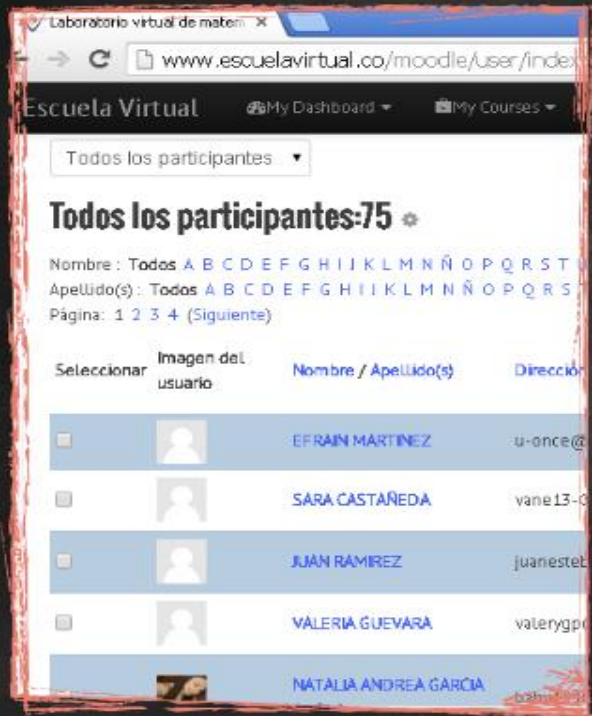 Laboratorio virtual de matem
www.escuelavirtual.co/moodle/user/index
Escuela Virtual My Dashboard My Courses
Todos los participantes
Todos los participantes:75
Nombre : Todos A B C D E F G H I J K L M N Ñ O P Q R S T U
Apellido(s) : Todos A B C D E F G H I J K L M N Ñ O P Q R S
Página: 1 2 3 4 (Siguiente)
Seleccionar Imagen del usuario Nombre / Apellido(s) Dirección
EFRAIN MARTINEZ u-once@
SARA CASTAÑEDA vane13-
JUAN RAMIREZ juanesteb
VALERIA GUEVARA valerygp
NATALIA ANDREA GARCIA